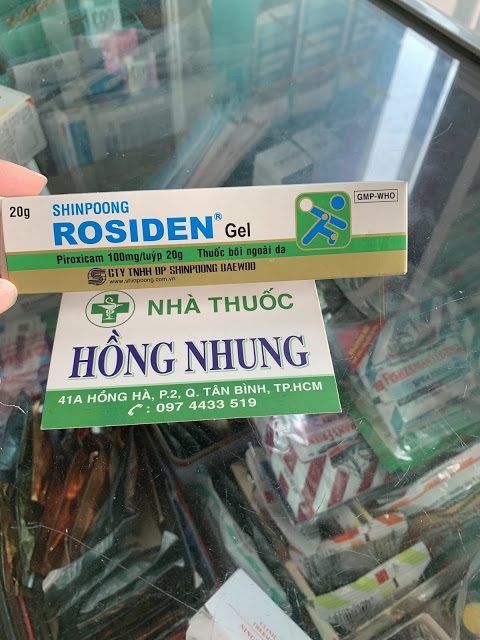 20g
SHINPOONG
ROSIDEN® Gel
GMP-WHO
Piroxicam 100mg/tuýp 20g Thuốc bôi ngoài da
CTY TNHH DP SHINPOONG DAEWOO
www.shinpoong.com.vn
NHÀ THUỐC
HỒNG NHUNG
41A HỒNG HÀ, P.2, Q. TÂN BÌNH, TP.HCM
: 097 4433 519